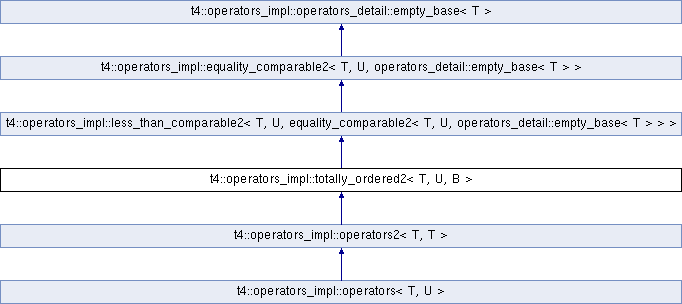 t4::operators_impl::operators_detail::empty_base< T >
t4::operators_impl::equality_comparable2< T, U, operators_detail::empty_base< T > >
t4::operators_impl::less_than_comparable2< T, U, equality_comparable2< T, U, operators_detail::empty_base< T > > >
t4::operators_impl::totally_ordered2< T, U, B >
t4::operators_impl::operators2< T, T >
t4::operators_impl::operators< T, U >